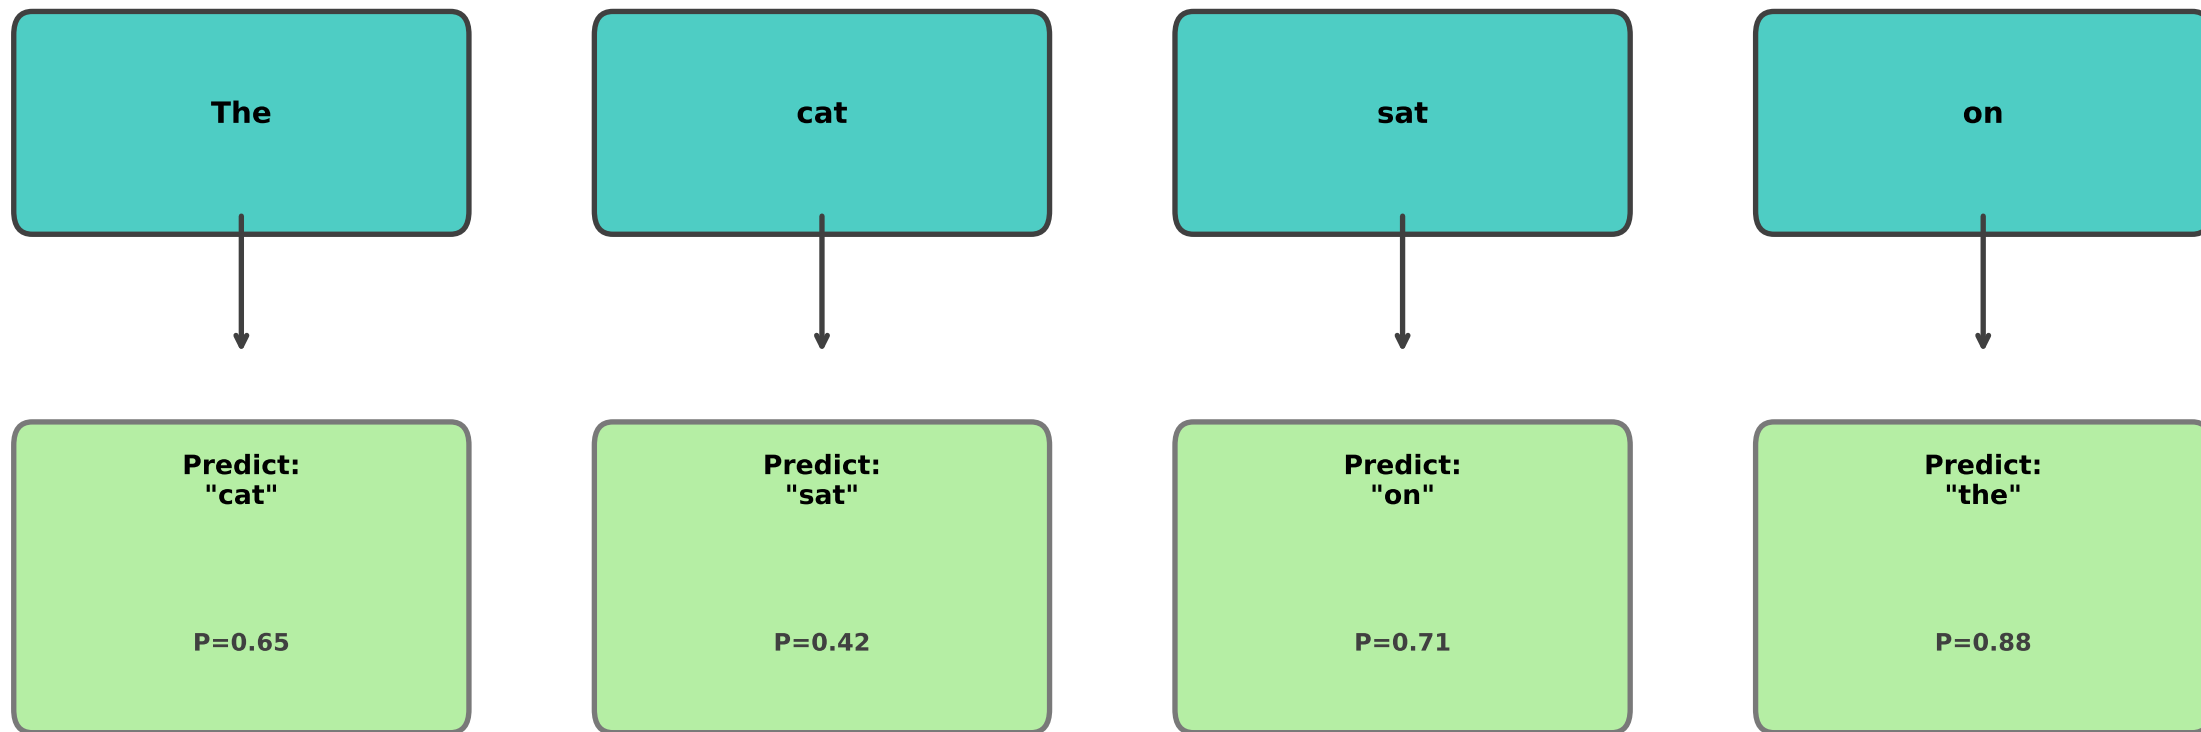 The
cat
sat
on
Predict:
"cat"
Predict:
"sat"
Predict:
"on"
Predict:
"the"
P=0.65
P=0.42
P=0.71
P=0.88